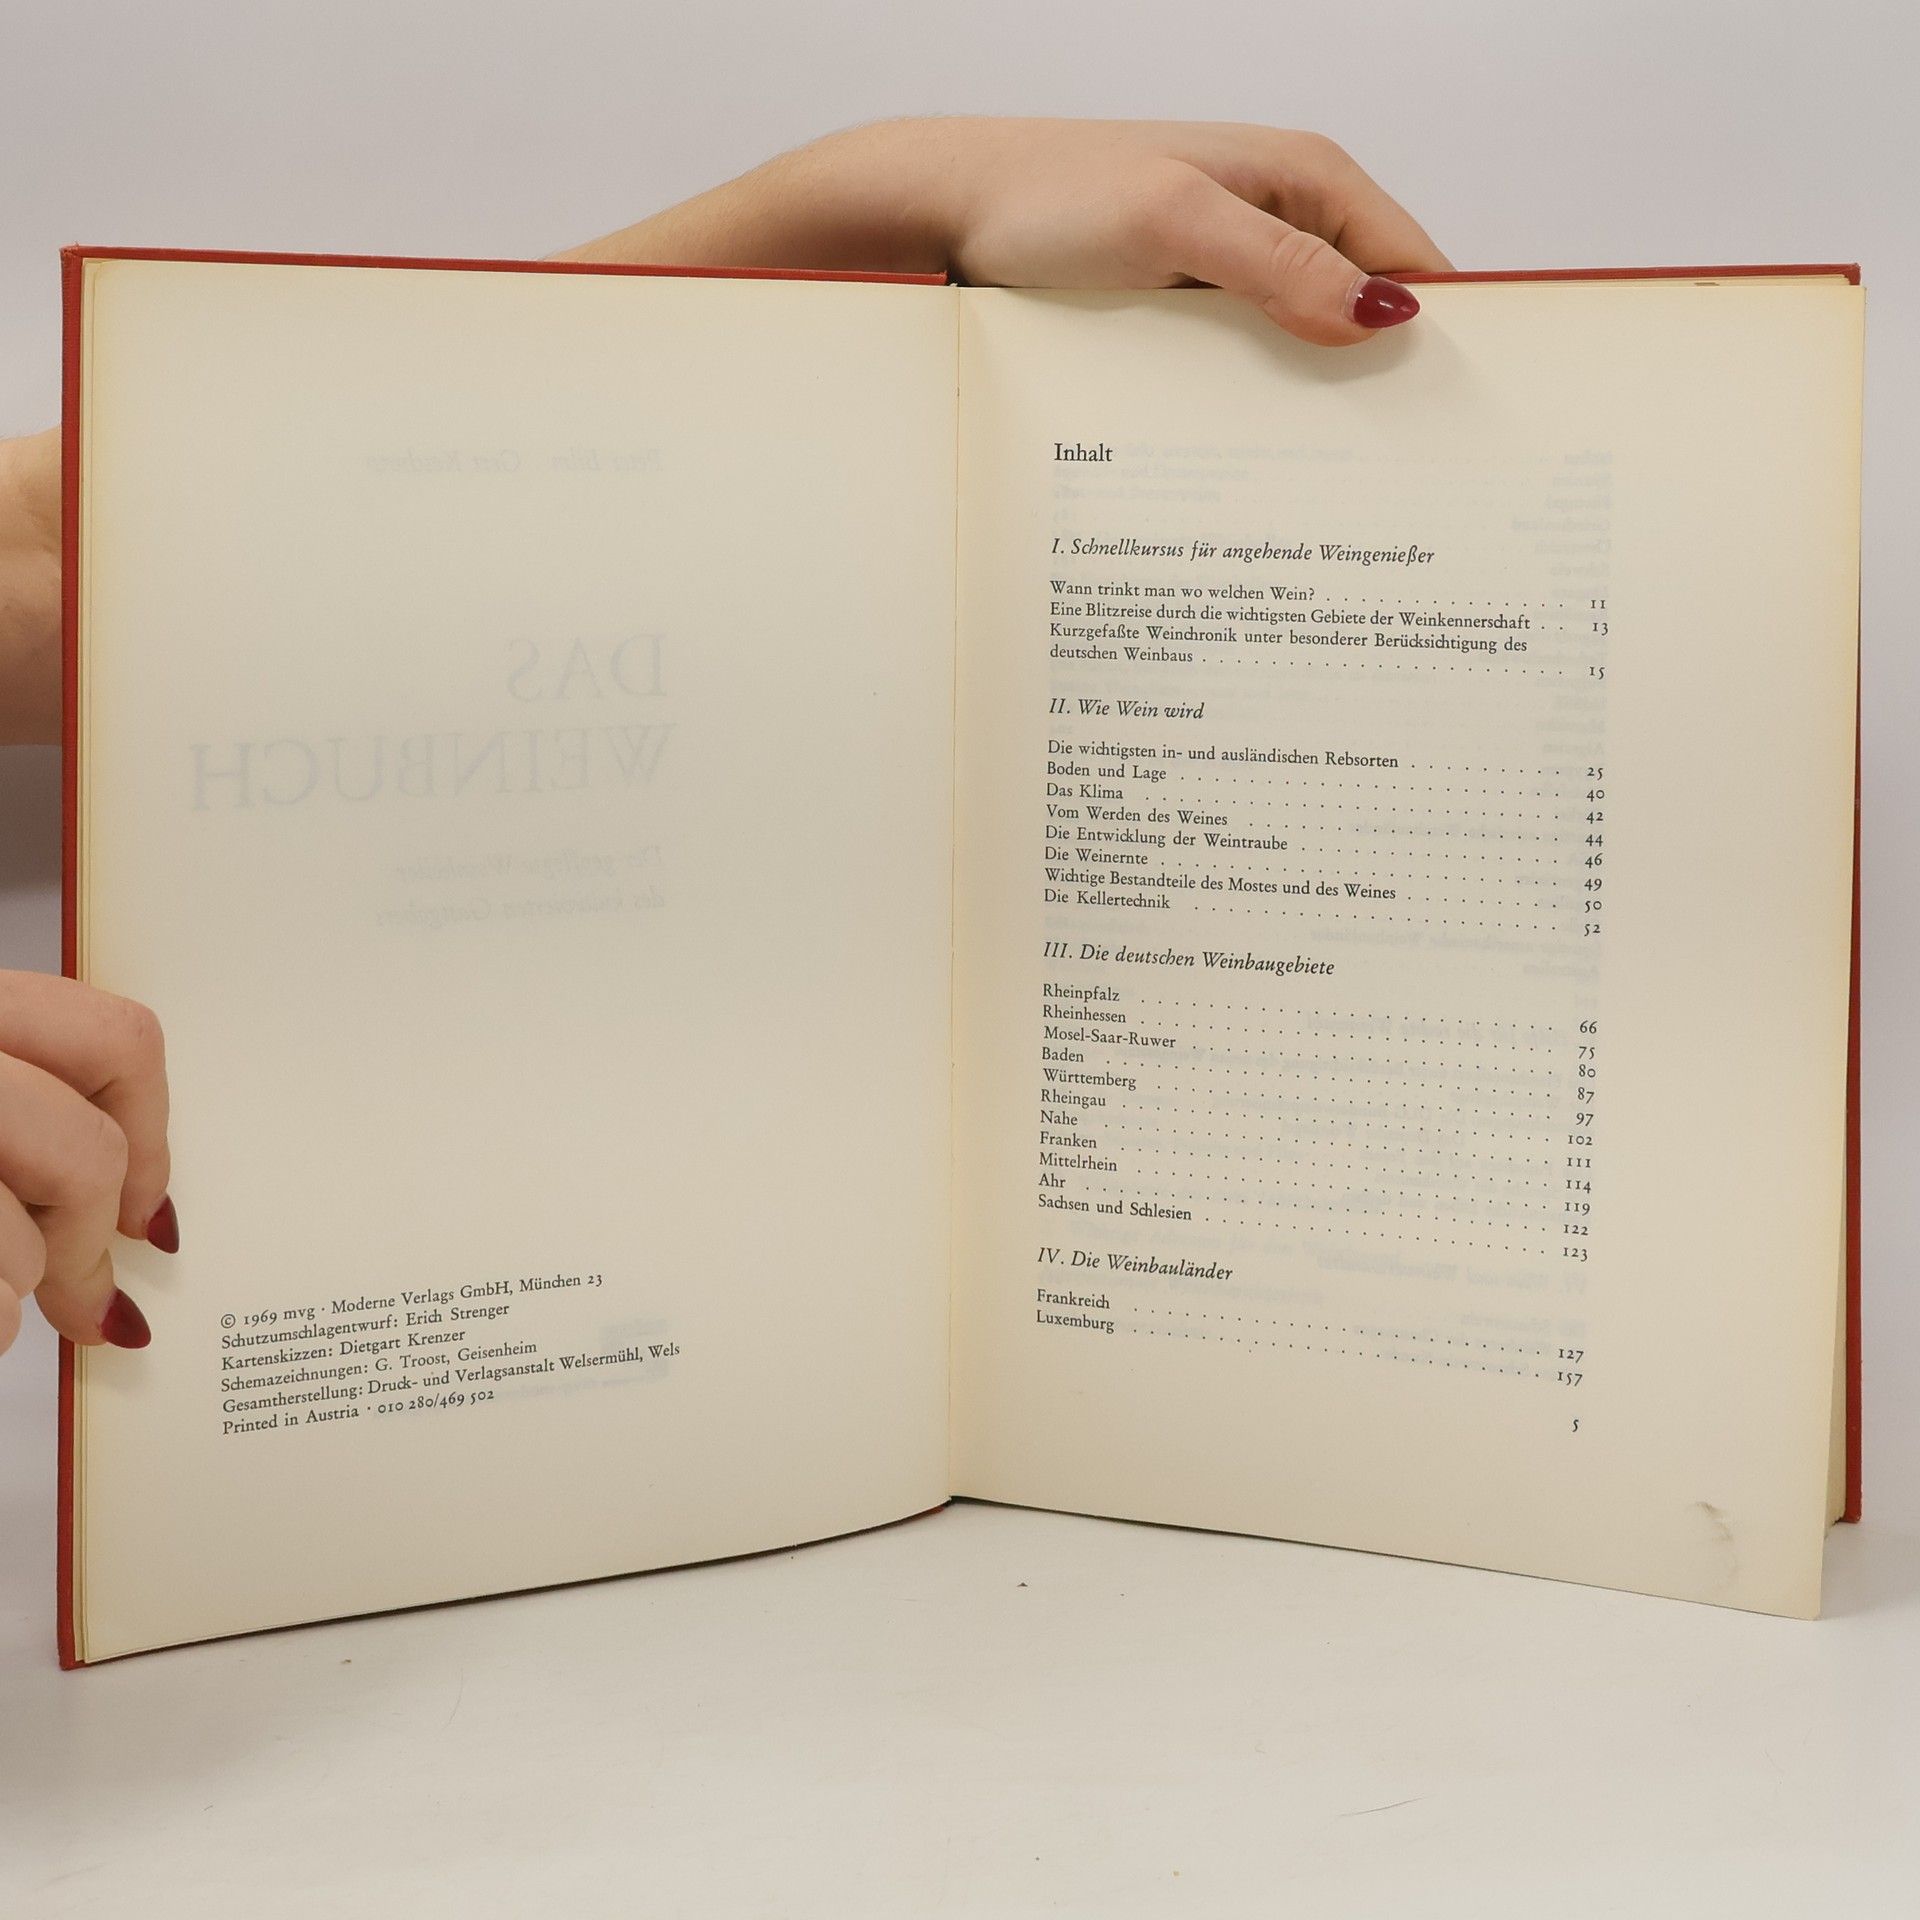 © 1969 mvg · Moderne Verlags GmbH, München 23
Schutzumschlagentwurf: Erich Strenger
Kartenskizzen: Dietgart Krenzer
Schemazeichnungen: G. Troost, Geisenheim
Gesamtherstellung: Druck- und Verlagsanstalt Welsermühl, Wels
Printed in Austria · 010 280/469 502
DAS
WEINBUCH
Inhalt
I. Schnellkursus für angehende Weingenießer
Wann trinkt man wo welchen Wein? . . . . . . . . . . . . . . 11
Eine Blitzreise durch die wichtigsten Gebiete der Weinkennerschaft . . 13
Kurzgefaßte Weinchronik unter besonderer Berücksichtigung des
deutschen Weinbaus . . . . . . . . . . . . . . . . . . . . . 15
II. Wie Wein wird
Die wichtigsten in- und ausländischen Rebsorten . . . . . . . . . 25
Boden und Lage . . . . . . . . . . . . . . . . . . . . . . 40
Das Klima . . . . . . . . . . . . . . . . . . . . . . . . 42
Vom Werden des Weines . . . . . . . . . . . . . . . . . . 44
Die Entwicklung der Weintraube . . . . . . . . . . . . . . . 46
Die Weinernte . . . . . . . . . . . . . . . . . . . . . . . 49
Wichtige Bestandteile des Mostes und des Weines . . . . . . . . . 50
Die Kellertechnik . . . . . . . . . . . . . . . . . . . . . 52
III. Die deutschen Weinbaugebiete
Rheinpfalz . . . . . . . . . . . . . . . . . . . . . . . . 66
Rheinhessen . . . . . . . . . . . . . . . . . . . . . . . . 75
Mosel-Saar-Ruwer . . . . . . . . . . . . . . . . . . . . . 80
Baden . . . . . . . . . . . . . . . . . . . . . . . . . . 87
Württemberg . . . . . . . . . . . . . . . . . . . . . . . 97
Rheingau . . . . . . . . . . . . . . . . . . . . . . . . . 102
Nahe . . . . . . . . . . . . . . . . . . . . . . . . . . 111
Franken . . . . . . . . . . . . . . . . . . . . . . . . . 114
Mittelrhein . . . . . . . . . . . . . . . . . . . . . . . . 119
Ahr . . . . . . . . . . . . . . . . . . . . . . . . . . . 122
Sachsen und Schlesien . . . . . . . . . . . . . . . . . . . . 123
IV. Die Weinbauländer
Frankreich . . . . . . . . . . . . . . . . . . . . . . . . 127
Luxemburg . . . . . . . . . . . . . . . . . . . . . . . . 157
5